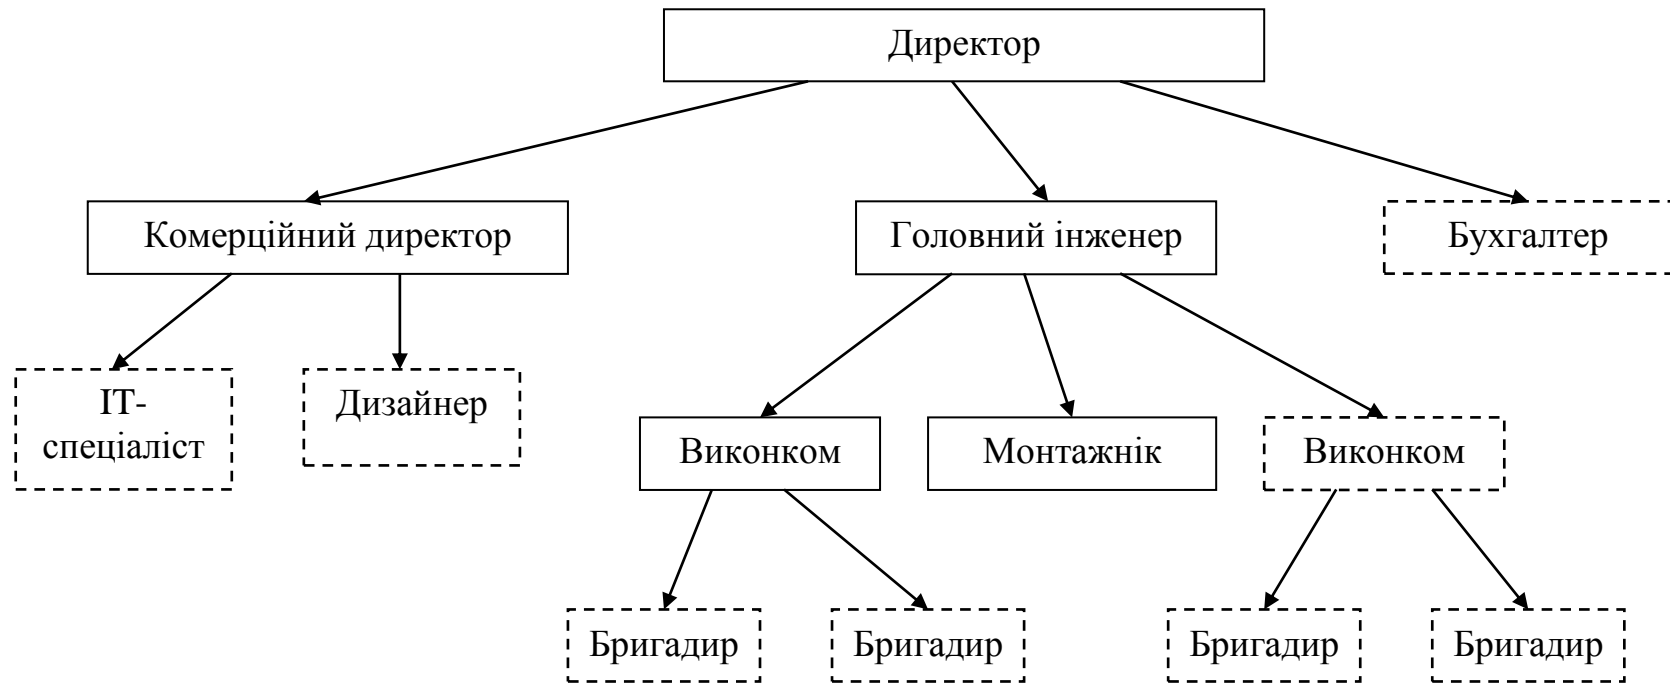 Директор
Комерційний директор
Головний інженер
Бухгалтер
ІТ-
спеціаліст
Дизайнер
Виконком
Монтажнік
Виконком
Бригадир
Бригадир
Бригадир
Бригадир